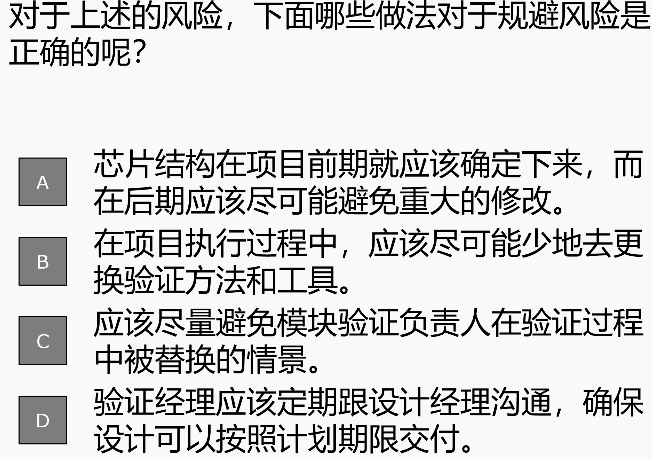 对于上述的风险，下面哪些做法对于规避风险是
正确的呢？
A
芯片结构在项目前期就应该确定下来，而
在后期应该尽可能避免重大的修改。
B
在项目执行过程中，应该尽可能少地去更
换验证方法和工具。
C
应该尽量避免模块验证负责人在验证过程
中被替换的情景。
D
验证经理应该定期跟设计经理沟通，确保
设计可以按照计划期限交付。